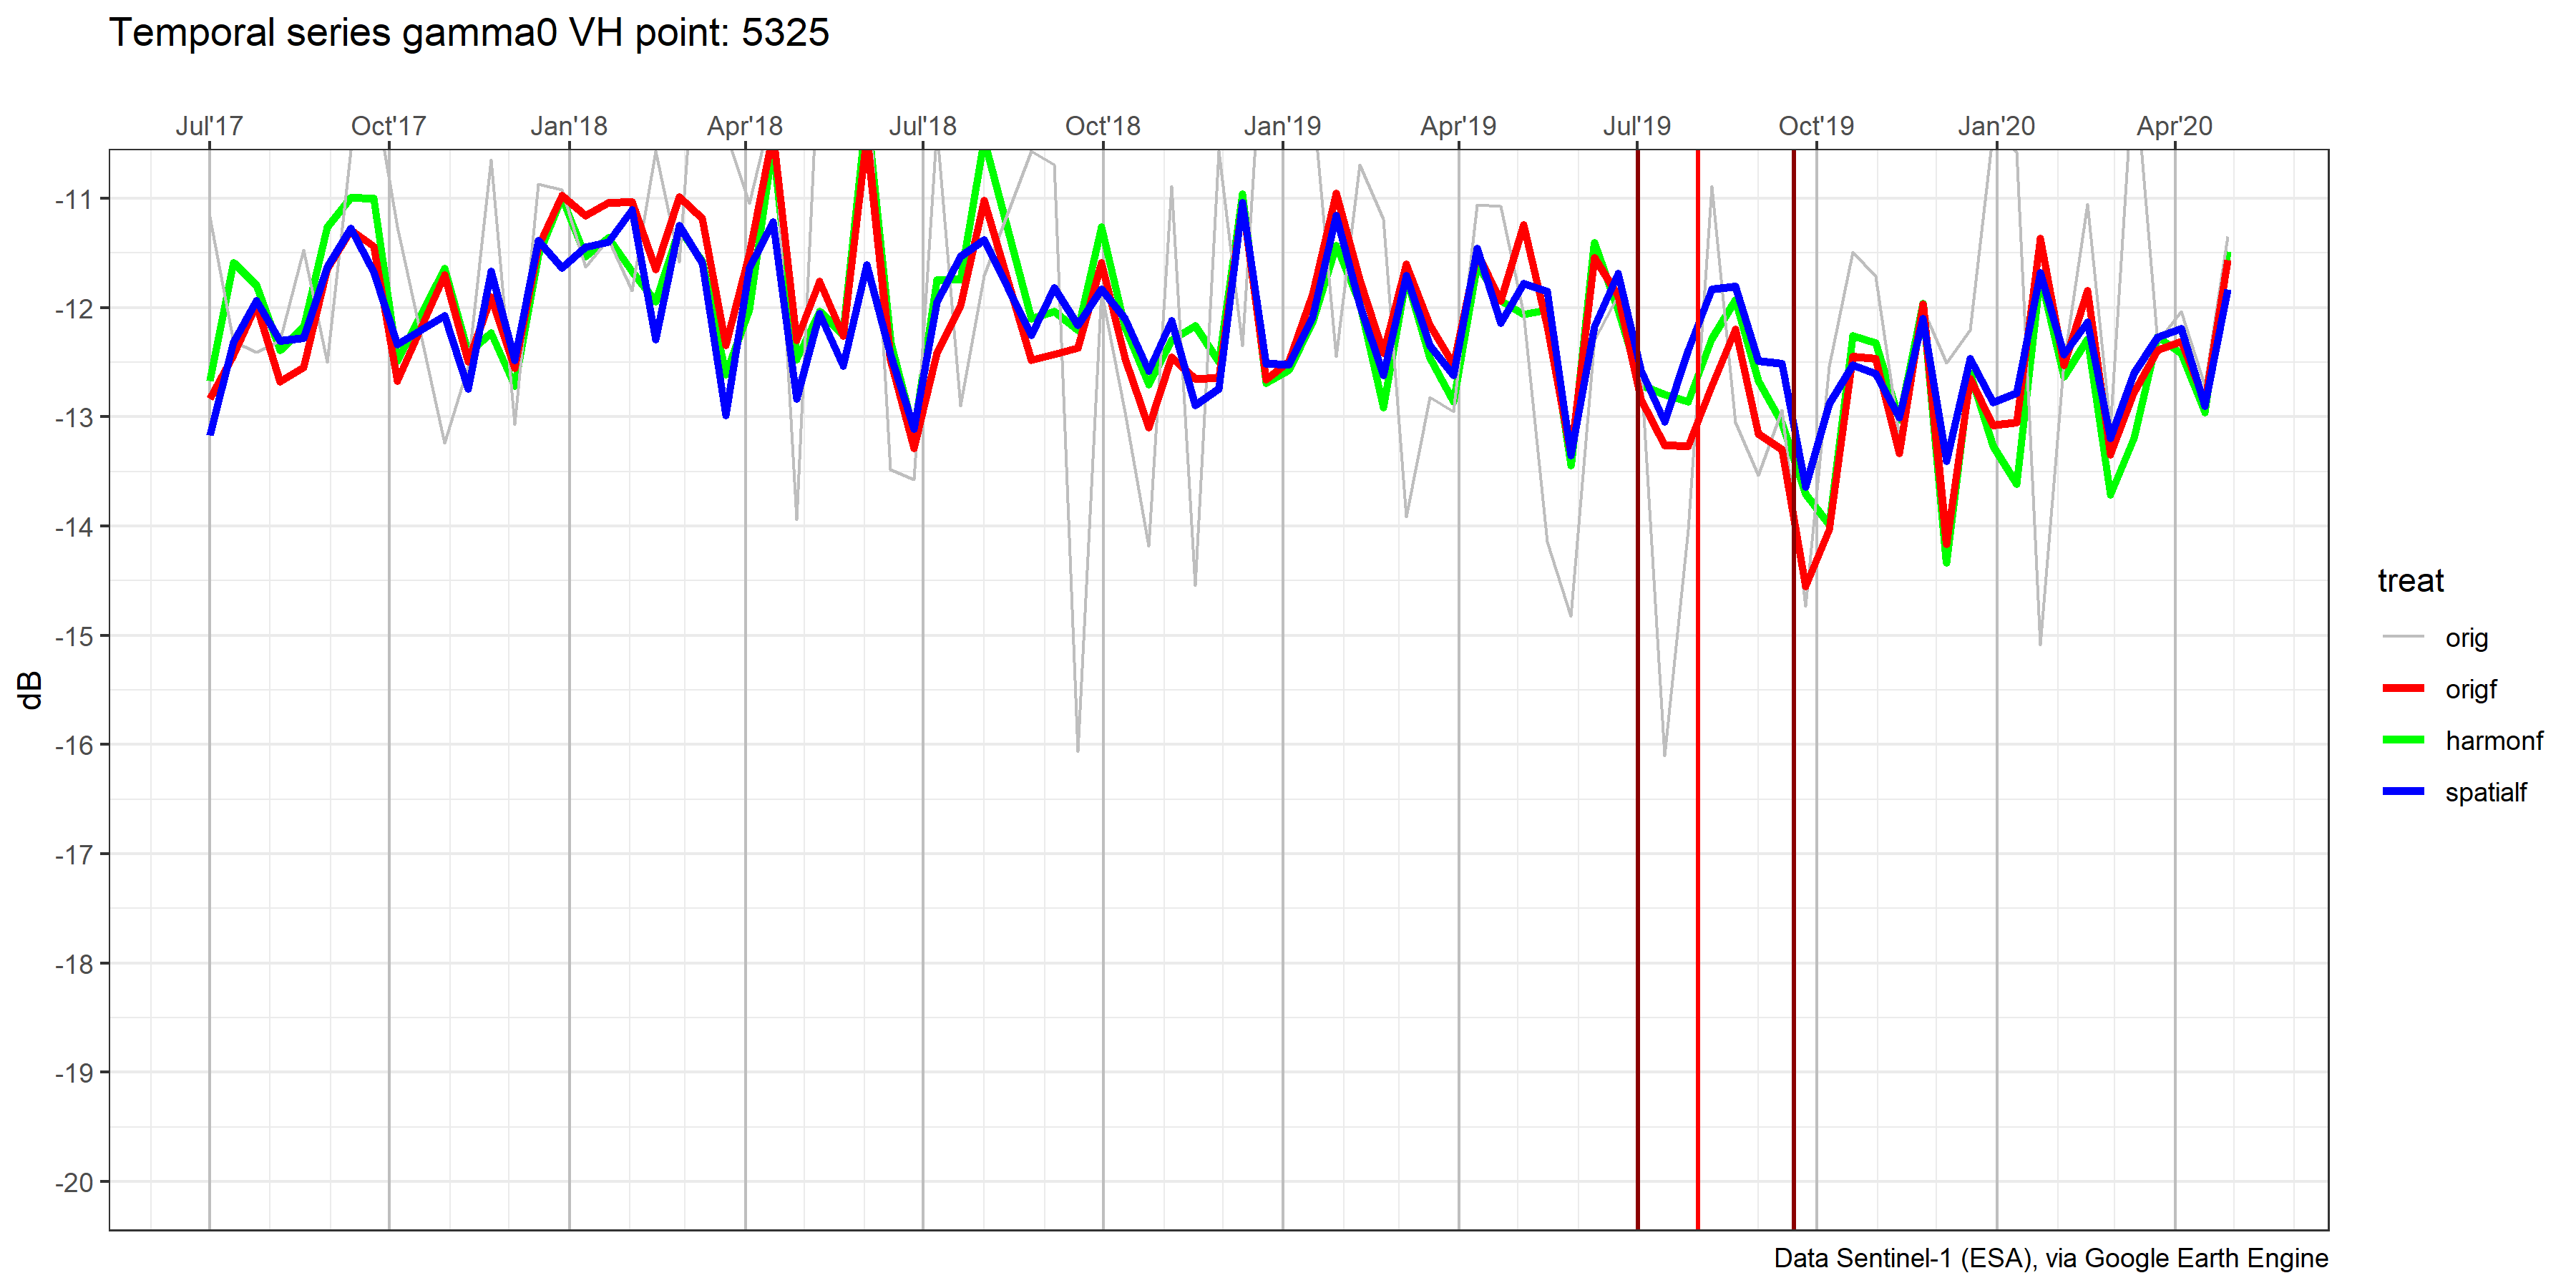 Temporal series gamma0 VH point: 5325
Jul'17 Oct'17 Jan'18 Apr'18 Jul'18 Oct'18 Jan'19 Apr'19 Jul'19 Oct'19 Jan'20 Apr'20
-11
-12
-13
-14
-15
-16
-17
-18
-19
-20
dB
treat
orig
origf
harmonf
spatialf
Data Sentinel-1 (ESA), via Google Earth Engine